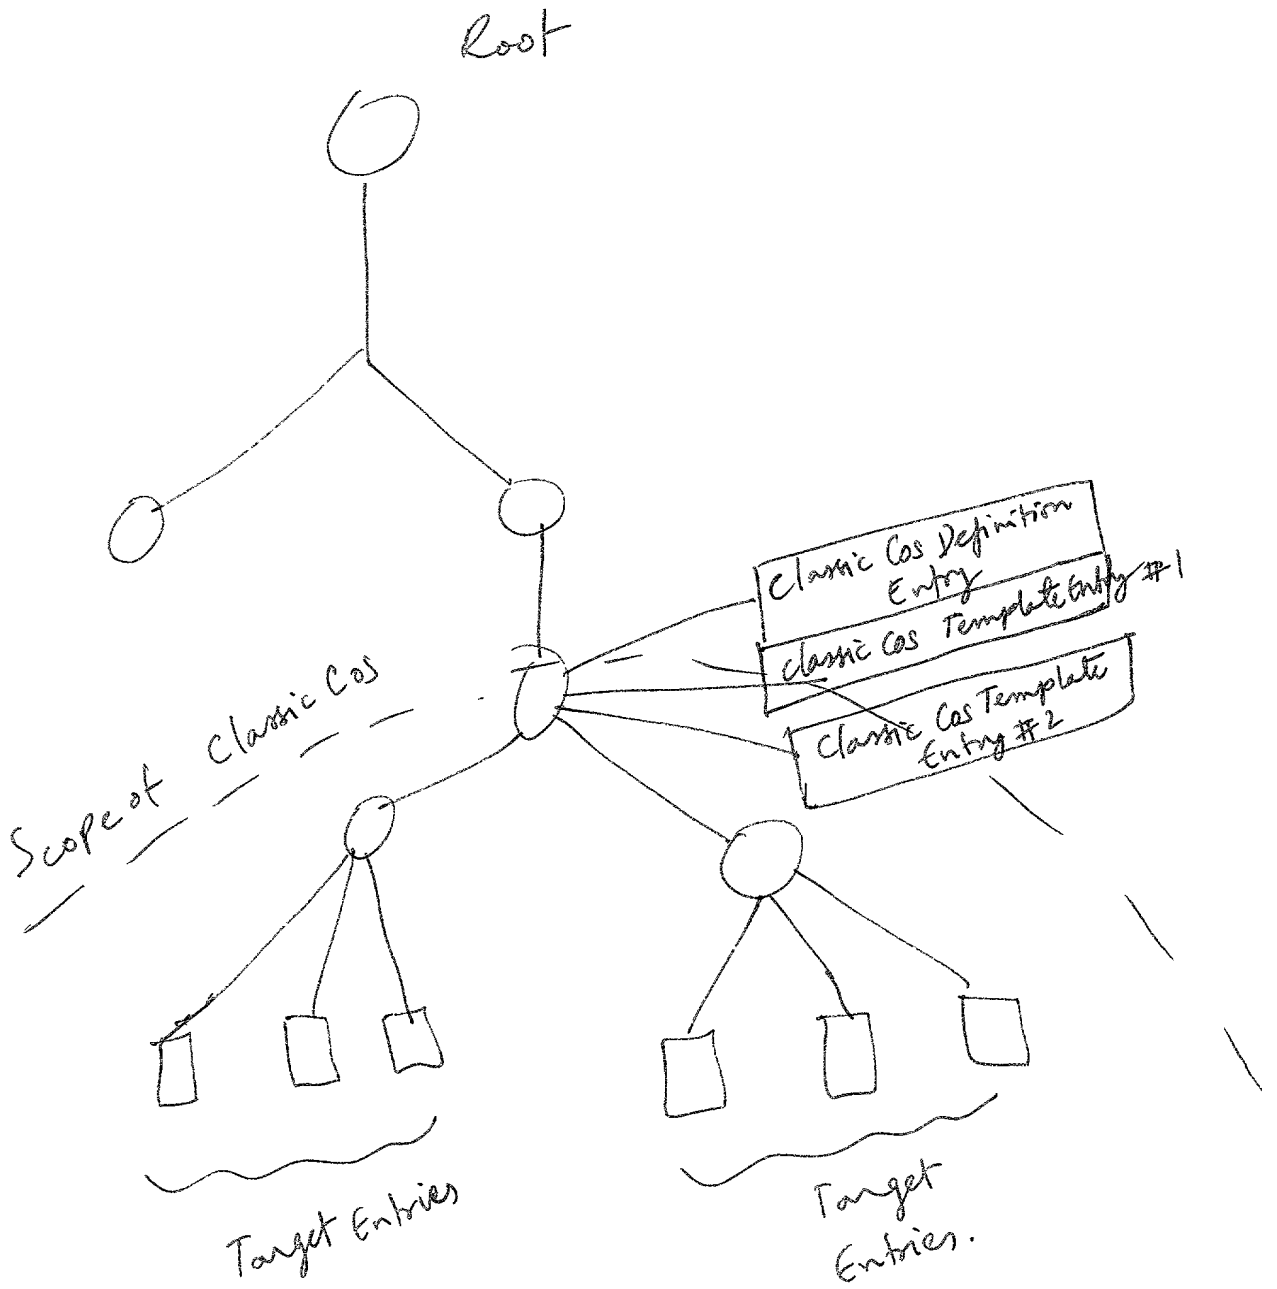 Root
Classic Cos Definition
Entry
Classic Cos Template Entry #1
Classic Cos Template
Entry #2
Scope of Classic Cos
Target Entries
Target
Entries.